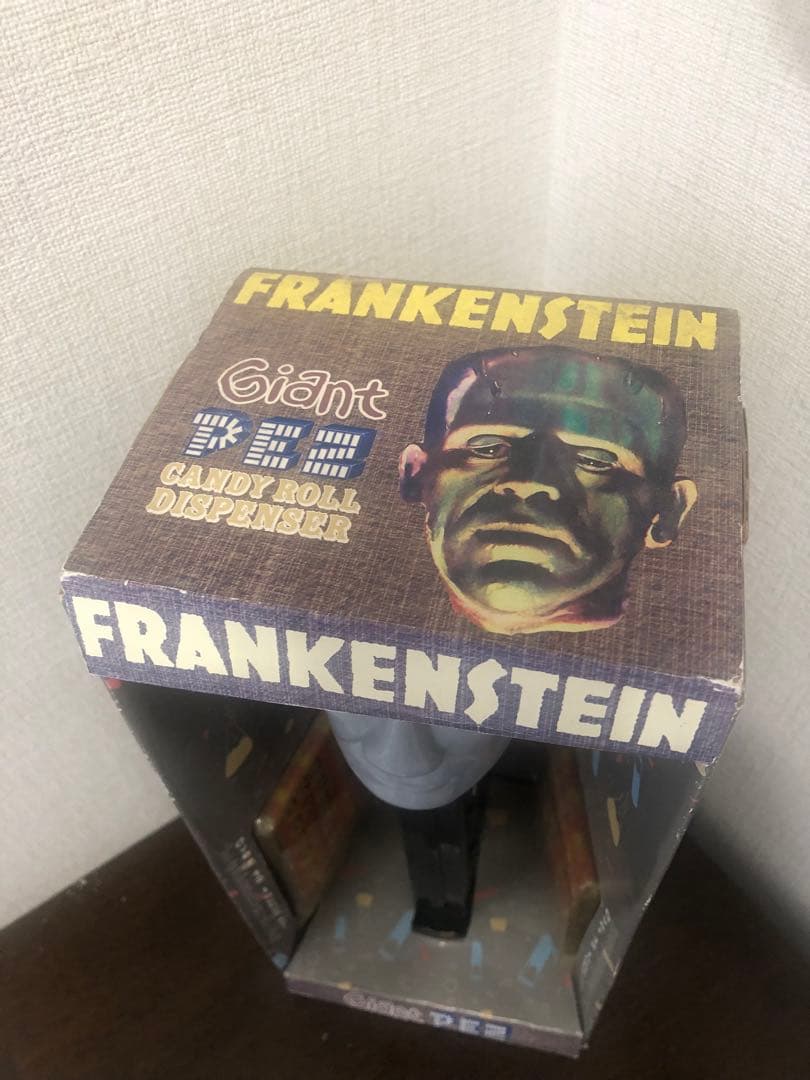 FRANKENSTEIN
Giant
PEZ
CANDY ROLL
DISPENSER
FRANKENSTEIN
Giant PEZ